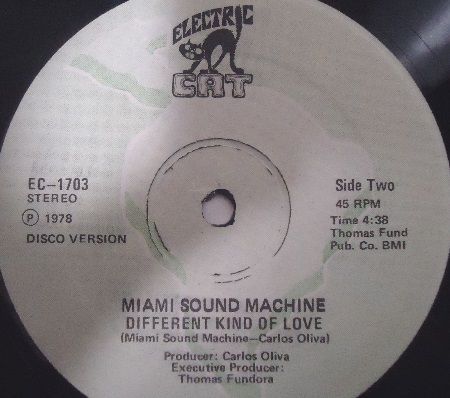 ELECTRIC
CAT
EC-1703
STEREO
Ⓟ 1978
DISCO VERSION
Side Two
45 RPM
Time 4:38
Thomas Fund
Pub. Co. BMI
MIAMI SOUND MACHINE
DIFFERENT KIND OF LOVE
(Miami Sound Machine—Carlos Oliva)
Producer: Carlos Oliva
Executive Producer:
Thomas Fundora